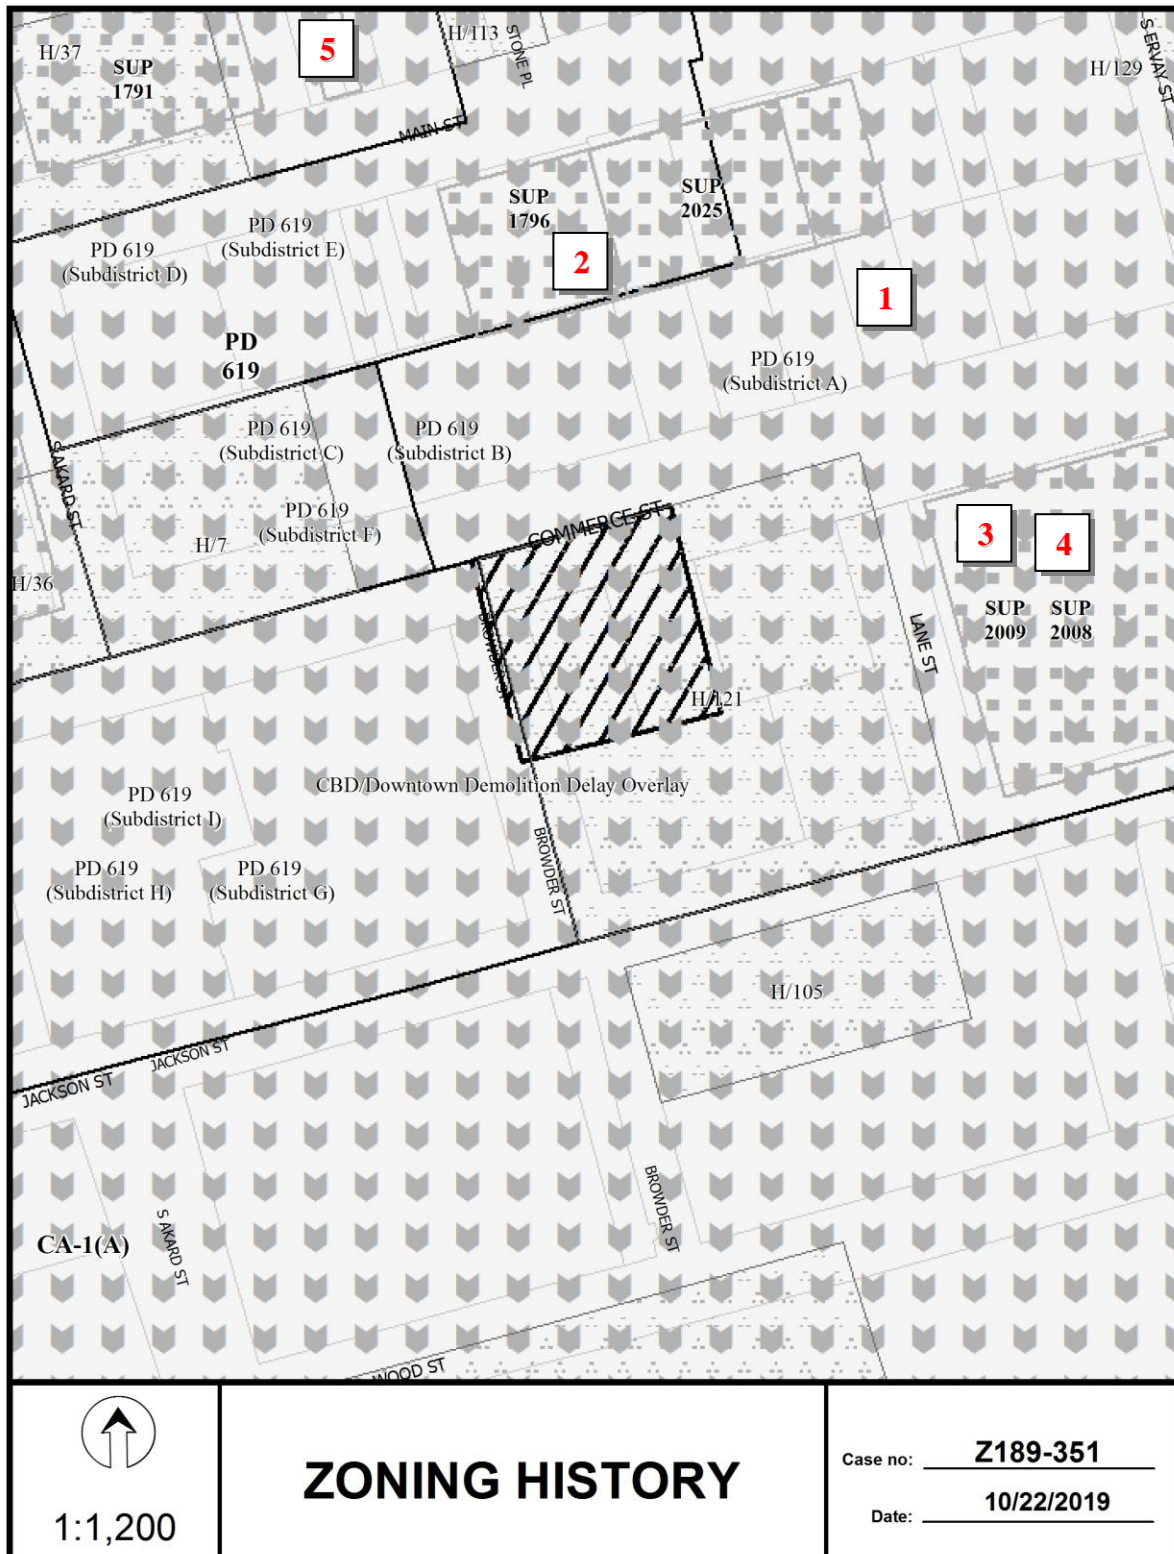 5
H/37
SUP
1791
H/113
STONE PL
S ERVAY ST
H/129
MAIN ST
SUP
1796
SUP
2025
PD 619
(Subdistrict D)
PD 619
(Subdistrict E)
2
1
PD
619
PD 619
(Subdistrict A)
PD 619
(Subdistrict C)
PD 619
(Subdistrict B)
S AKARD ST
PD 619
(Subdistrict F)
H/7
COMMERCE ST
3
4
H/36
SUP
2009
SUP
2008
BROWDER ST
LANE ST
H/121
CBD/Downtown Demolition Delay Overlay
PD 619
(Subdistrict I)
PD 619
(Subdistrict H)
PD 619
(Subdistrict G)
BROWDER ST
H/105
JACKSON ST
JACKSON ST
BROWDER ST
S AKARD ST
CA-1(A)
WOOD ST
1:1,200
ZONING HISTORY
Case no: Z189-351
Date: 10/22/2019